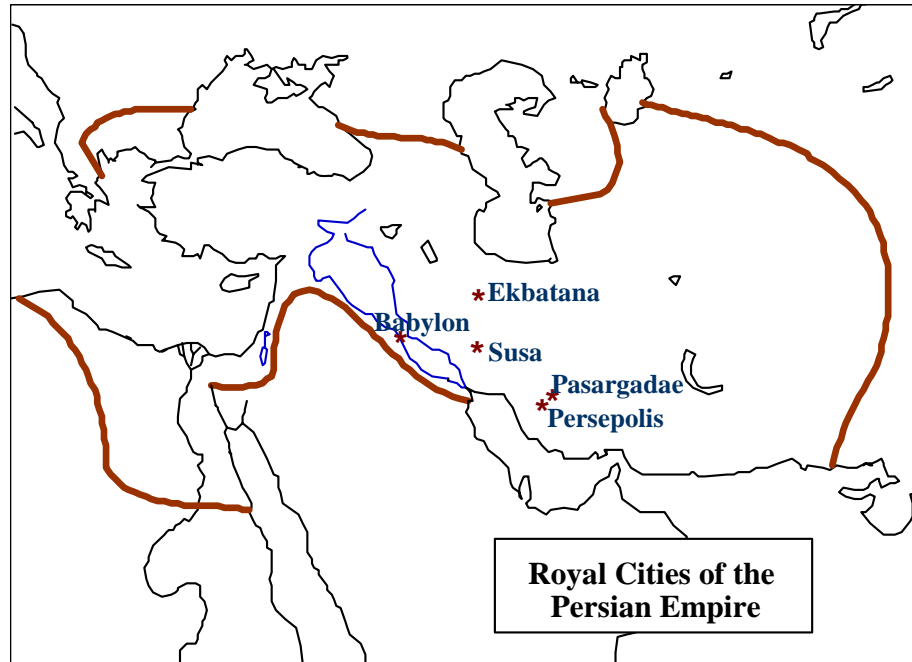 Ekbatana
Babylon
Susa
Pasargadae
Persepolis
Royal Cities of the
Persian Empire